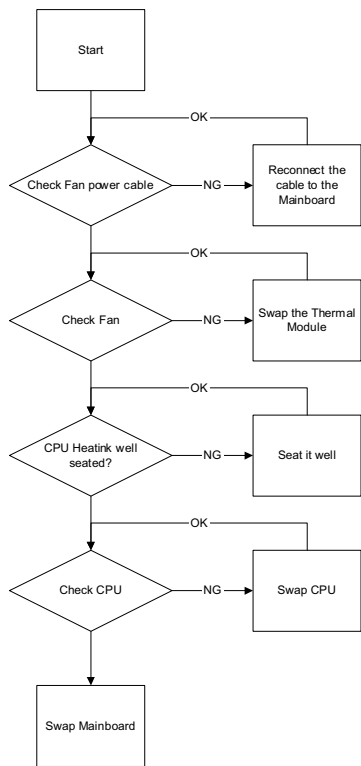 Start
OK
Check Fan power cable
NG
Reconnect the
cable to the
Mainboard
OK
Check Fan
NG
Swap the Thermal
Module
OK
CPU Heatink well
seated?
NG
Seat it well
OK
Check CPU
NG
Swap CPU
Swap Mainboard